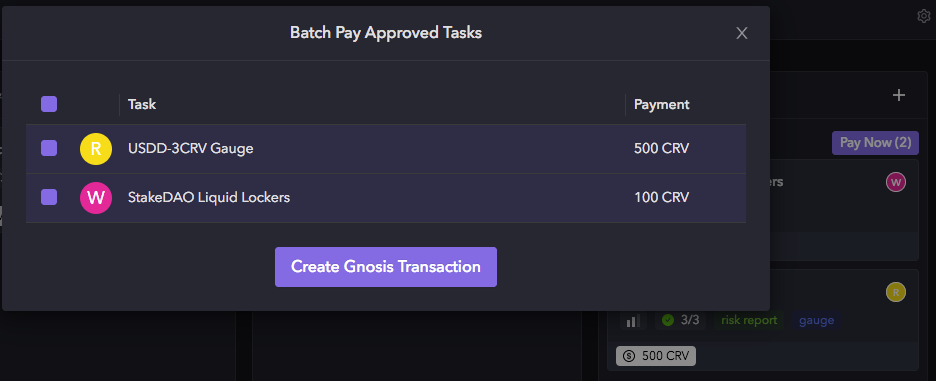 Batch Pay Approved Tasks
Task Payment
R USDD-3CRV Gauge 500 CRV
W StakeDAO Liquid Lockers 100 CRV
Create Gnosis Transaction
Pay Now (2)
ers W
R
3/3 risk report gauge
500 CRV